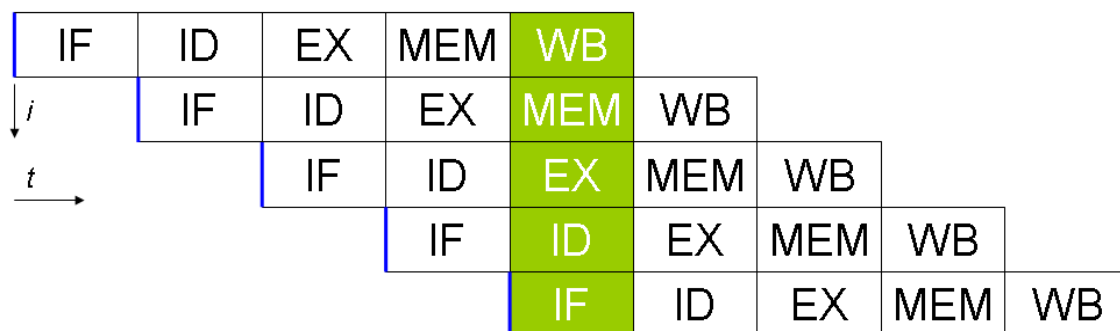 IF ID EX MEM WB
i IF ID EX MEM WB
t IF ID EX MEM WB
IF ID EX MEM WB
IF ID EX MEM WB